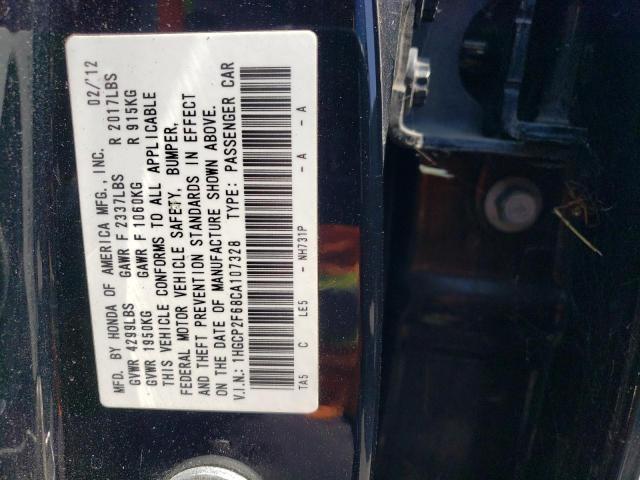 MFD. BY HONDA OF AMERICA MFG., INC. 02/'12
GVWR 4299LBS GAWR F 2337LBS R 2017LBS
GVWR 1950KG GAWR F 1060KG R 915KG
THIS VEHICLE CONFORMS TO ALL APPLICABLE
FEDERAL MOTOR VEHICLE SAFETY, BUMPER,
AND THEFT PREVENTION STANDARDS IN EFFECT
ON THE DATE OF MANUFACTURE SHOWN ABOVE.
V.I.N.: 1HGCP2F68CA107328 TYPE: PASSENGER CAR
TA5 C LE5 - NH731P - A - A